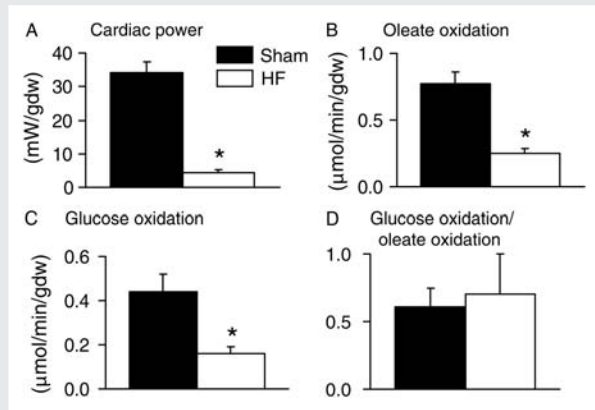 A Cardiac power
40
30
20
10
0
(mW/gdw)
Sham
HF
*
B Oleate oxidation
1.0
0.5
0.0
(µmol/min/gdw)
*
C Glucose oxidation
0.6
0.4
0.2
0.0
(µmol/min/gdw)
*
D Glucose oxidation/
oleate oxidation
1.0
0.5
0.0